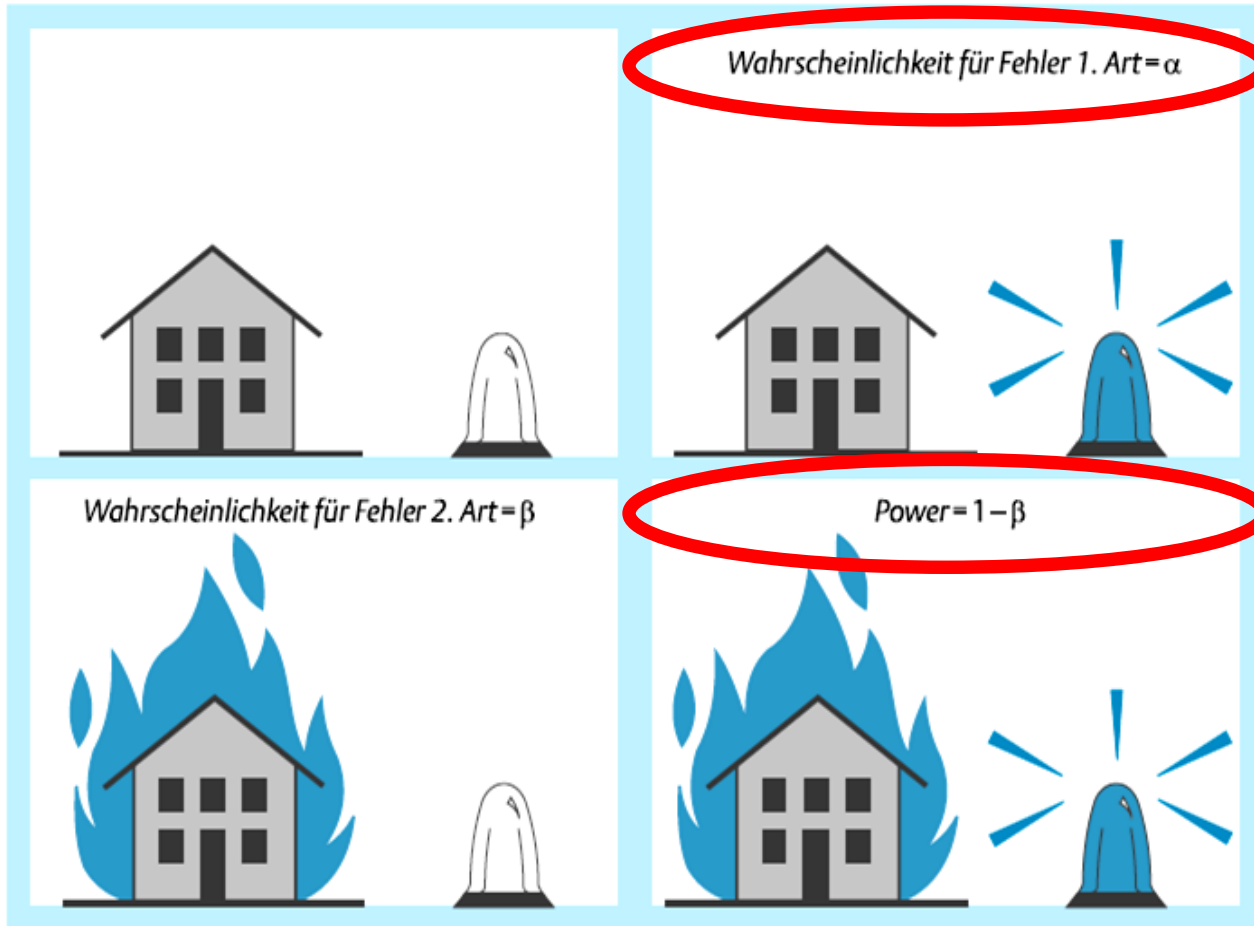 Wahrscheinlichkeit für Fehler 1. Art = α
Wahrscheinlichkeit für Fehler 2. Art = β
Power = 1 – β